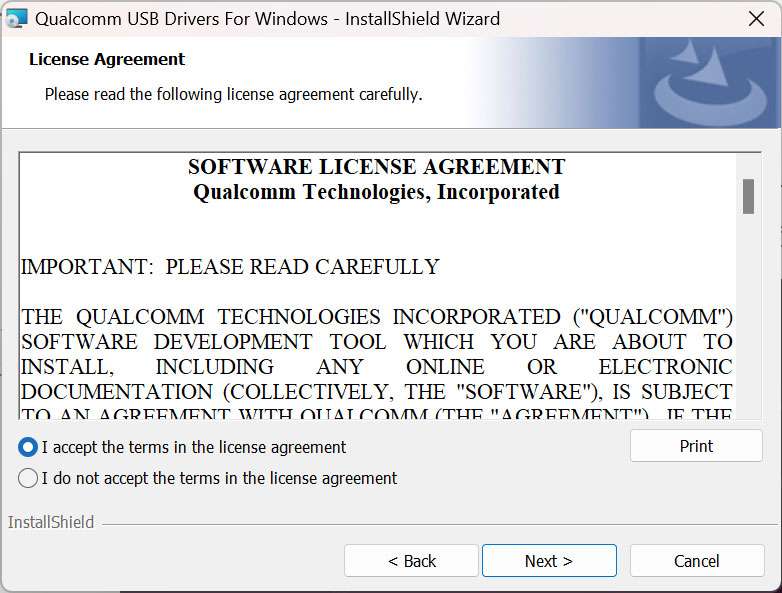 Qualcomm USB Drivers For Windows - InstallShield Wizard
License Agreement
Please read the following license agreement carefully.
SOFTWARE LICENSE AGREEMENT
Qualcomm Technologies, Incorporated
IMPORTANT:  PLEASE READ CAREFULLY
THE QUALCOMM TECHNOLOGIES INCORPORATED ("QUALCOMM")
SOFTWARE DEVELOPMENT TOOL WHICH YOU ARE ABOUT TO
INSTALL, INCLUDING ANY ONLINE OR ELECTRONIC
DOCUMENTATION (COLLECTIVELY, THE "SOFTWARE"), IS SUBJECT
TO AN AGREEMENT WITH QUALCOMM (THE "AGREEMENT").  IF THE
I accept the terms in the license agreement
Print
I do not accept the terms in the license agreement
InstallShield
< Back
Next >
Cancel